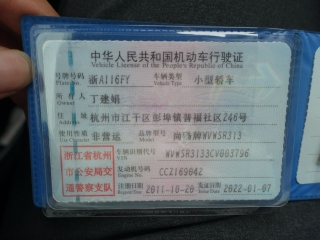 中华人民共和国机动车行驶证
Vehicle License of the People's Republic of China
号牌号码 浙A116FY 车辆类型 小型轿车
Plate No. Vehicle Type
所有人 丁建娟
Owner
住址 杭州市江干区彭埠镇普福社区246号
使用性质 非营运 品牌型号 WVWSR313
Use Character Model
浙江省杭州市公安局交通警察支队
车辆识别代号 WVWSR3133CV003796
VIN
发动机号码 CCZ169042
Engine No.
注册日期 2011-10-20 发证日期 2022-01-07
Register Date Issue Date